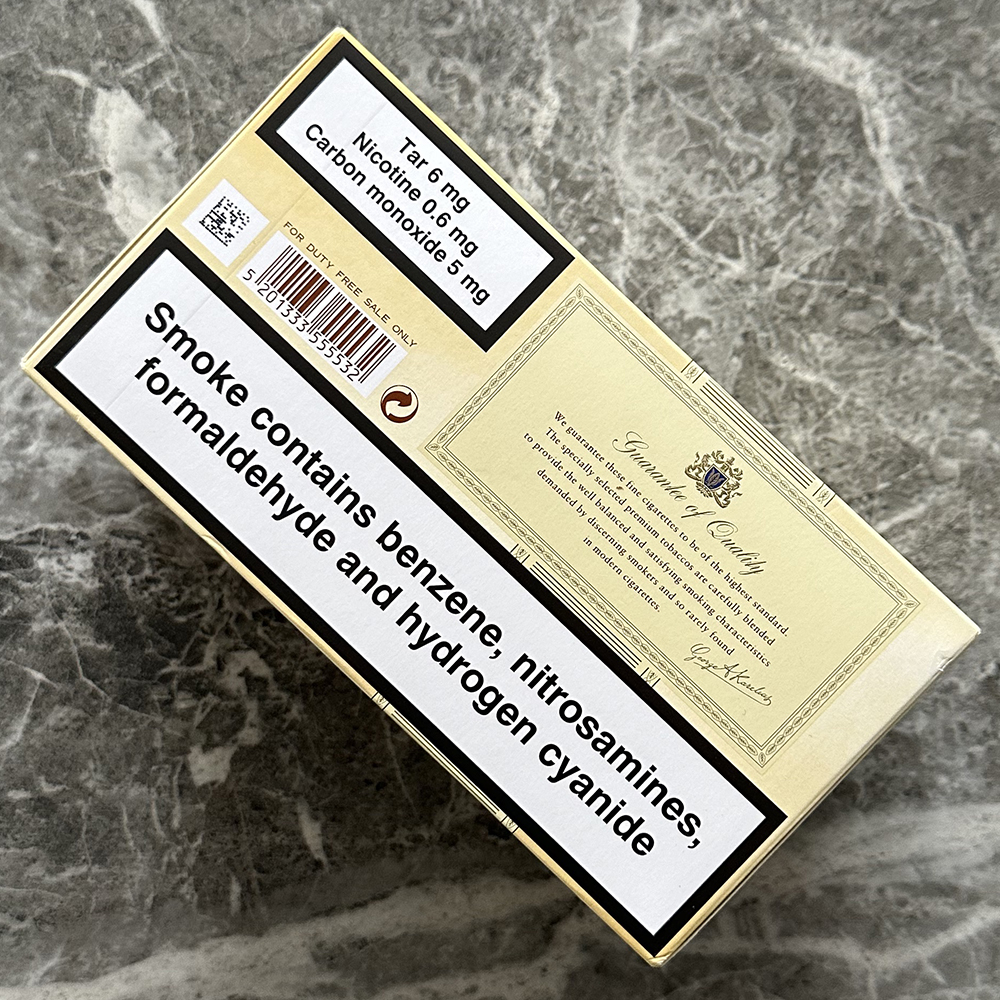 Tar 6 mg
Nicotine 0.6 mg
Carbon monoxide 5 mg
FOR DUTY FREE SALE ONLY
5 201333 555532
Smoke contains benzene, nitrosamines,
formaldehyde and hydrogen cyanide
Guarantee of Quality
We guarantee these fine cigarettes to be of the highest standard.
The specially selected premium tobaccos are carefully blended
to provide the well balanced and satisfying smoking characteristics
demanded by discerning smokers and so rarely found
in modern cigarettes.
George A Karelias